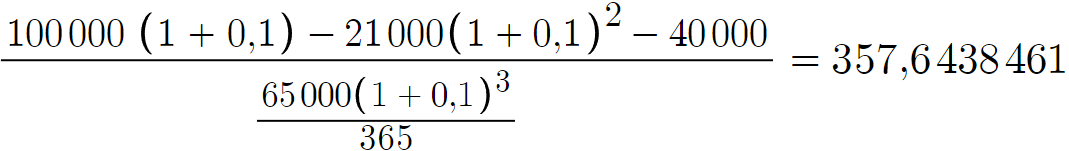 100 000 (1 + 0,1) − 21 000(1 + 0,1)² − 40 000
65 000(1 + 0,1)³
365
= 357,6 438 461